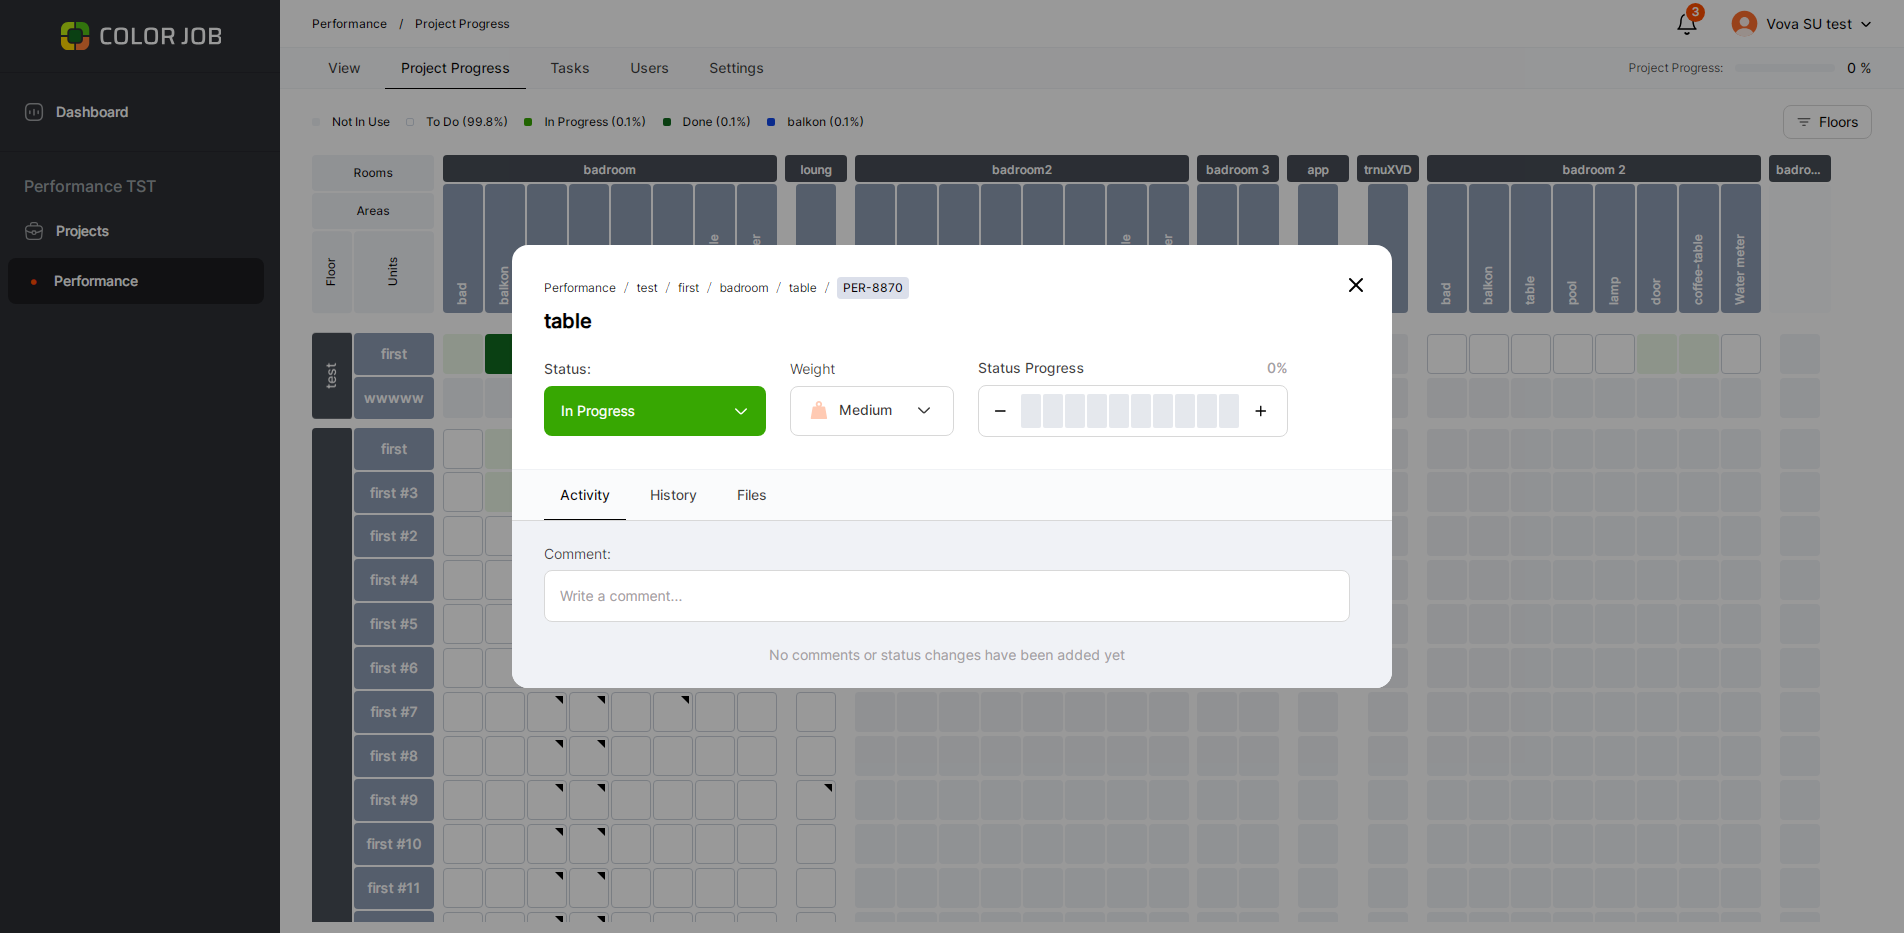 COLOR JOB
Dashboard
Performance TST
Projects
Performance
Performance / Project Progress
3
Vova SU test
View Project Progress Tasks Users Settings
Project Progress: 0 %
Not In Use To Do (99.8%) In Progress (0.1%) Done (0.1%) balkon (0.1%)
Floors
Rooms badroom loung badroom2 badroom 3 app trnuXVD badroom 2 badro...
Areas
Floor Units bad balkon le er le er bad balkon table pool lamp door coffee-table Water meter
test
first
wwwww
first
first #3
first #2
first #4
first #5
first #6
first #7
first #8
first #9
first #10
first #11
Performance / test / first / badroom / table / PER-8870
table
Status: Weight Status Progress 0%
In Progress Medium − +
Activity History Files
Comment:
Write a comment...
No comments or status changes have been added yet